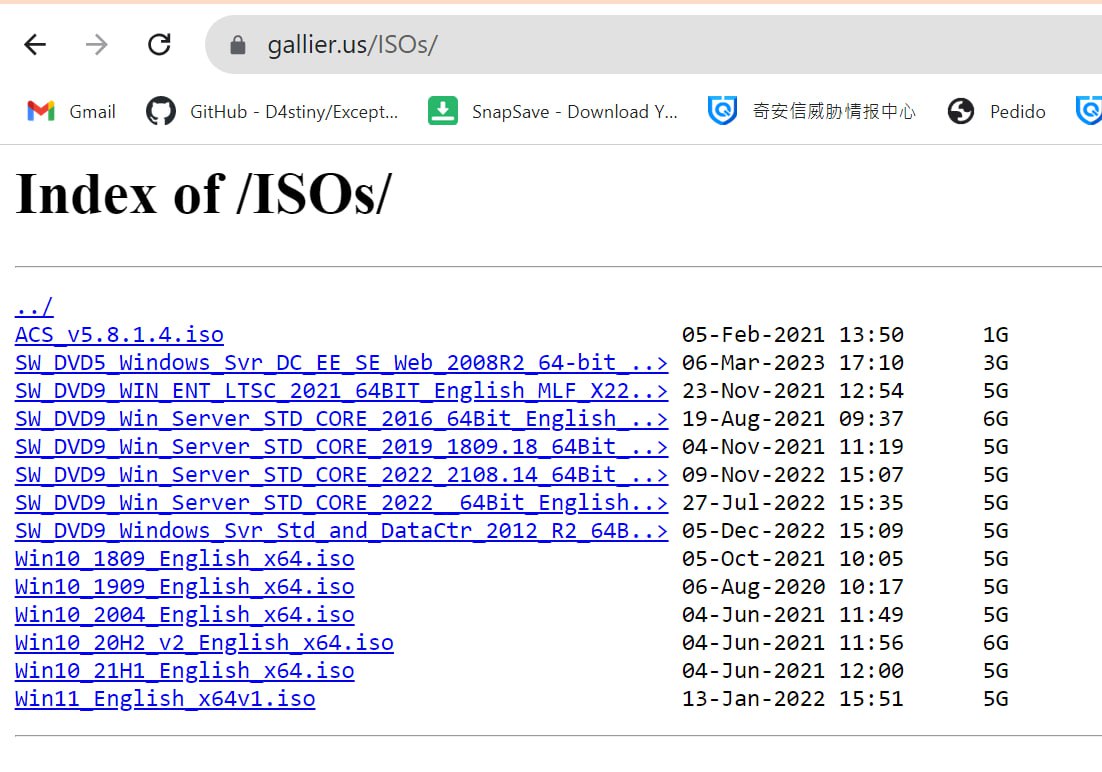 gallier.us/ISOs/
Gmail GitHub - D4stiny/Except... SnapSave - Download Y... 奇安信威胁情报中心 Pedido
Index of /ISOs/
../
ACS_v5.8.1.4.iso 05-Feb-2021 13:50 1G
SW_DVD5_Windows_Svr_DC_EE_SE_Web_2008R2_64-bit_..> 06-Mar-2023 17:10 3G
SW_DVD9_WIN_ENT_LTSC_2021_64BIT_English_MLF_X22..> 23-Nov-2021 12:54 5G
SW_DVD9_Win_Server_STD_CORE_2016_64Bit_English_..> 19-Aug-2021 09:37 6G
SW_DVD9_Win_Server_STD_CORE_2019_1809.18_64Bit_..> 04-Nov-2021 11:19 5G
SW_DVD9_Win_Server_STD_CORE_2022_2108.14_64Bit_..> 09-Nov-2022 15:07 5G
SW_DVD9_Win_Server_STD_CORE_2022__64Bit_English..> 27-Jul-2022 15:35 5G
SW_DVD9_Windows_Svr_Std_and_DataCtr_2012_R2_64B..> 05-Dec-2022 15:09 5G
Win10_1809_English_x64.iso 05-Oct-2021 10:05 5G
Win10_1909_English_x64.iso 06-Aug-2020 10:17 5G
Win10_2004_English_x64.iso 04-Jun-2021 11:49 5G
Win10_20H2_v2_English_x64.iso 04-Jun-2021 11:56 6G
Win10_21H1_English_x64.iso 04-Jun-2021 12:00 5G
Win11_English_x64v1.iso 13-Jan-2022 15:51 5G